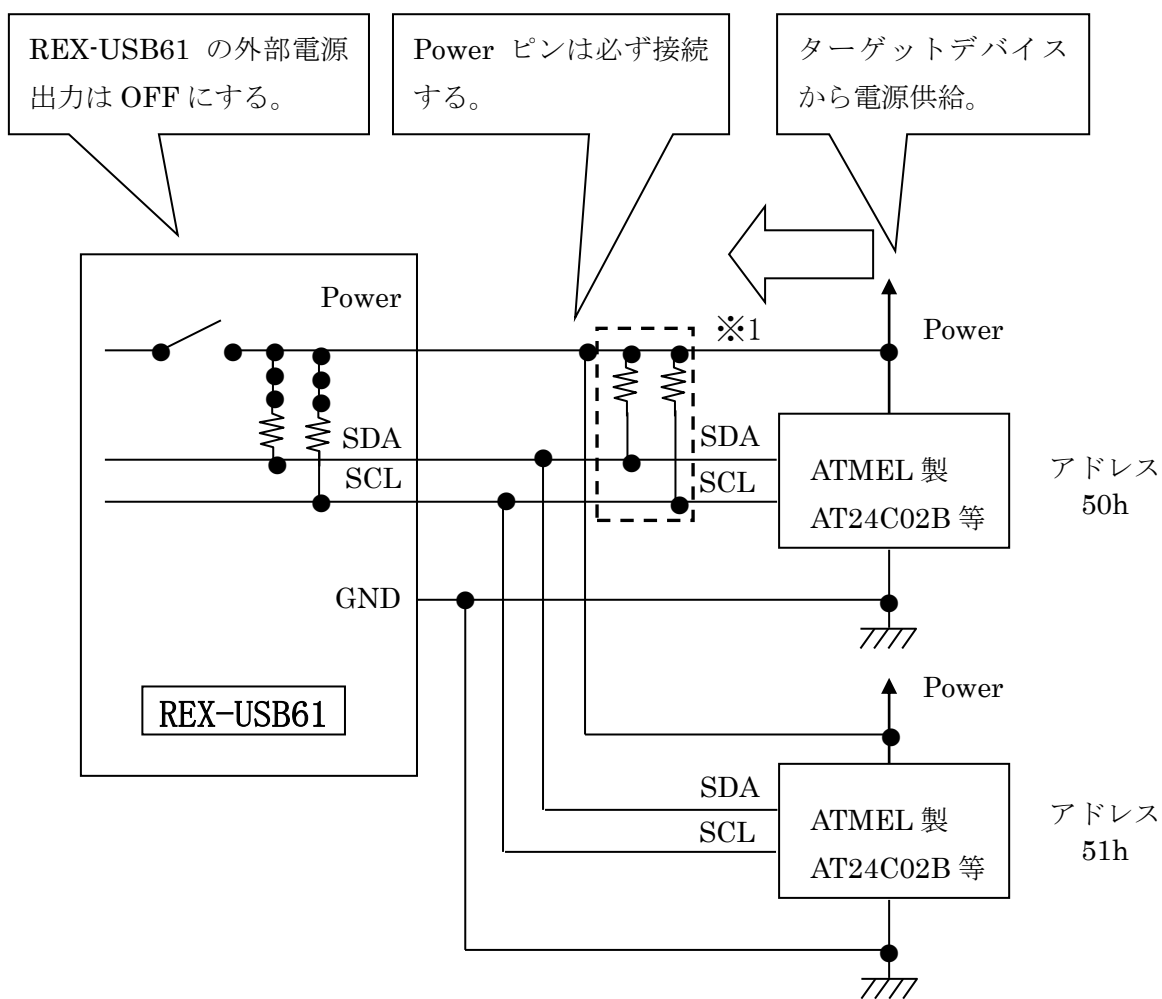 REX-USB61 の外部電源
出力は OFF にする。
Power ピンは必ず接続
する。
ターゲットデバイス
から電源供給。
Power
※1
Power
SDA
SCL
SDA
SCL
ATMEL 製
AT24C02B 等
アドレス
50h
GND
REX-USB61
Power
SDA
SCL
ATMEL 製
AT24C02B 等
アドレス
51h